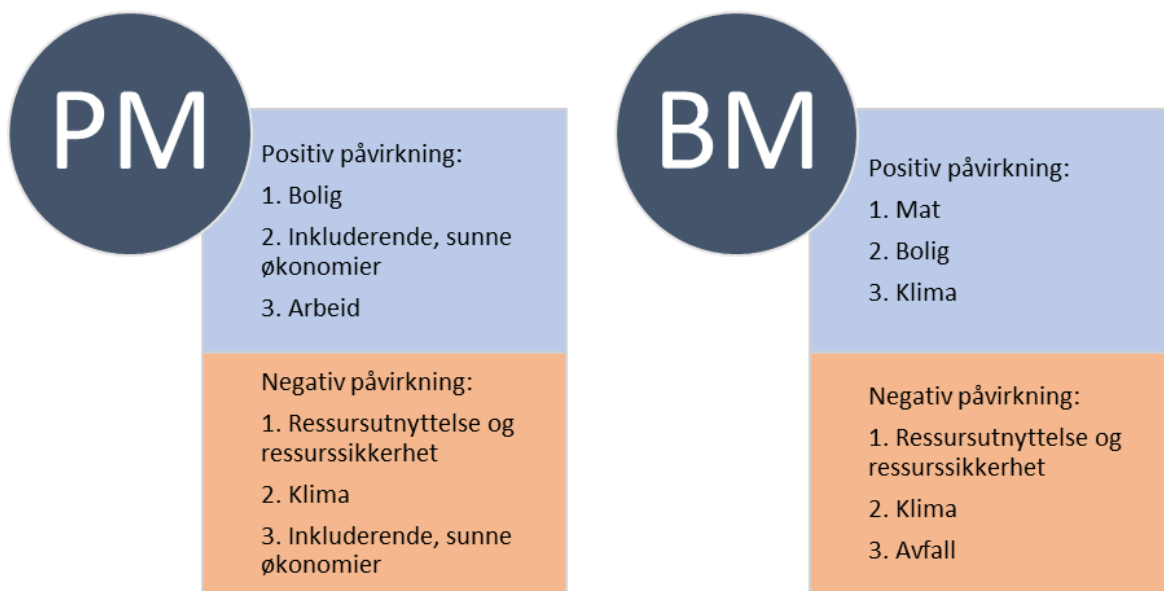 PM
Positiv påvirkning:
1. Bolig
2. Inkluderende, sunne
økonomier
3. Arbeid
Negativ påvirkning:
1. Ressursutnyttelse og
ressurssikkerhet
2. Klima
3. Inkluderende, sunne
økonomier
BM
Positiv påvirkning:
1. Mat
2. Bolig
3. Klima
Negativ påvirkning:
1. Ressursutnyttelse og
ressurssikkerhet
2. Klima
3. Avfall